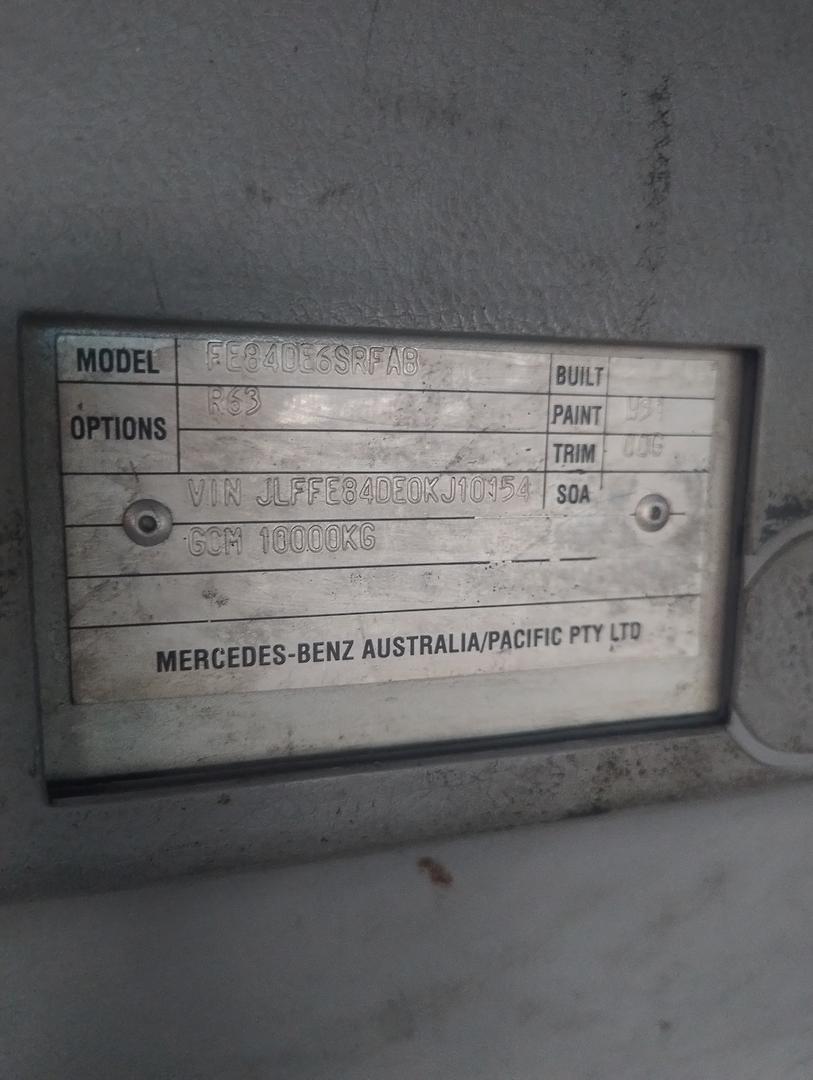 MODEL FE84DE6SRFAB BUILT
OPTIONS R63 PAINT
TRIM
VIN JLFFE84DE0KJ10154 SOA
GCM 10000KG
MERCEDES-BENZ AUSTRALIA/PACIFIC PTY LTD